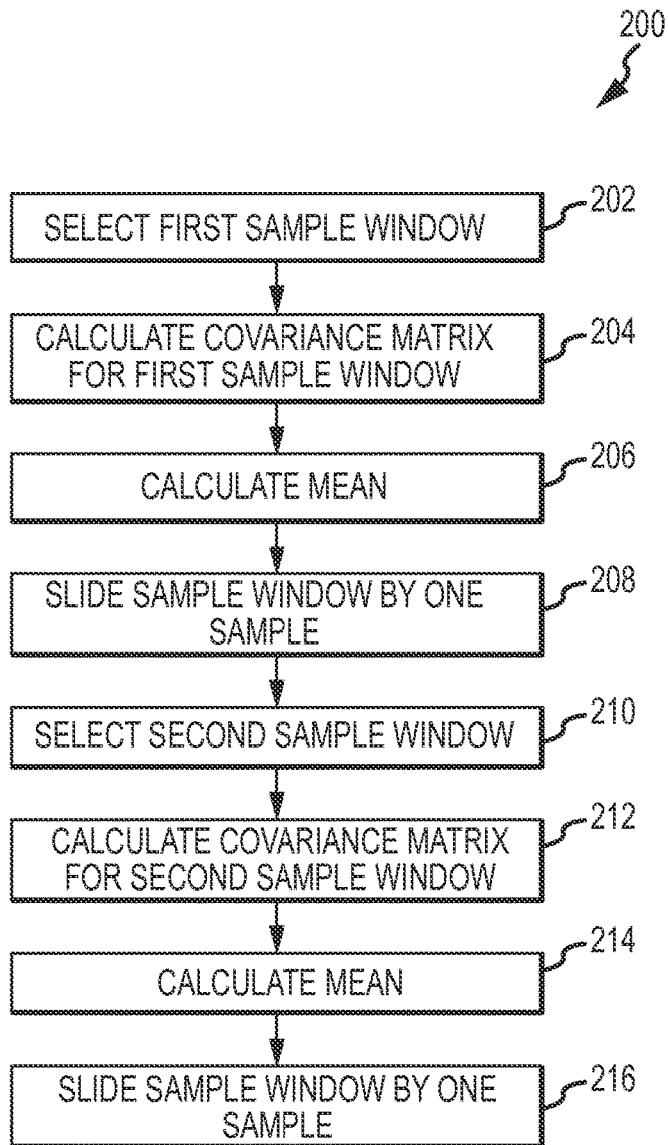 200
SELECT FIRST SAMPLE WINDOW
202
CALCULATE COVARIANCE MATRIX
FOR FIRST SAMPLE WINDOW
204
CALCULATE MEAN
206
SLIDE SAMPLE WINDOW BY ONE
SAMPLE
208
SELECT SECOND SAMPLE WINDOW
210
CALCULATE COVARIANCE MATRIX
FOR SECOND SAMPLE WINDOW
212
CALCULATE MEAN
214
SLIDE SAMPLE WINDOW BY ONE
SAMPLE
216